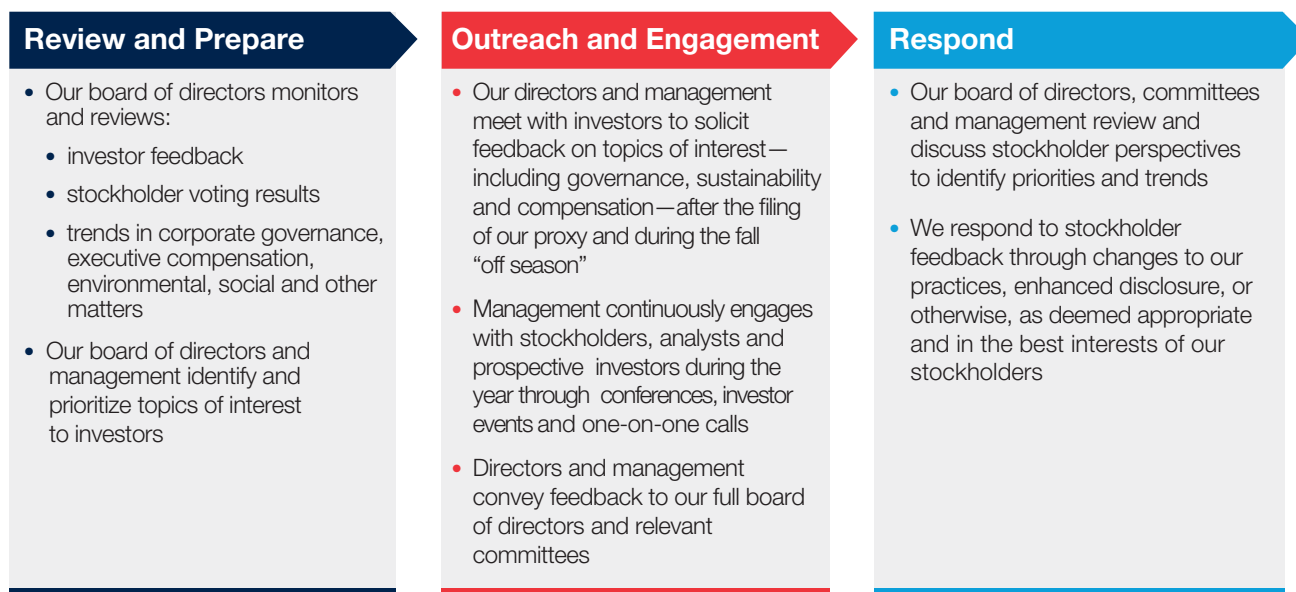 Review and Prepare
• Our board of directors monitors
and reviews:
• investor feedback
• stockholder voting results
• trends in corporate governance,
executive compensation,
environmental, social and other
matters
• Our board of directors and
management identify and
prioritize topics of interest
to investors
Outreach and Engagement
• Our directors and management
meet with investors to solicit
feedback on topics of interest—
including governance, sustainability
and compensation—after the filing
of our proxy and during the fall
“off season”
• Management continuously engages
with stockholders, analysts and
prospective investors during the
year through conferences, investor
events and one-on-one calls
• Directors and management
convey feedback to our full board
of directors and relevant
committees
Respond
• Our board of directors, committees
and management review and
discuss stockholder perspectives
to identify priorities and trends
• We respond to stockholder
feedback through changes to our
practices, enhanced disclosure, or
otherwise, as deemed appropriate
and in the best interests of our
stockholders